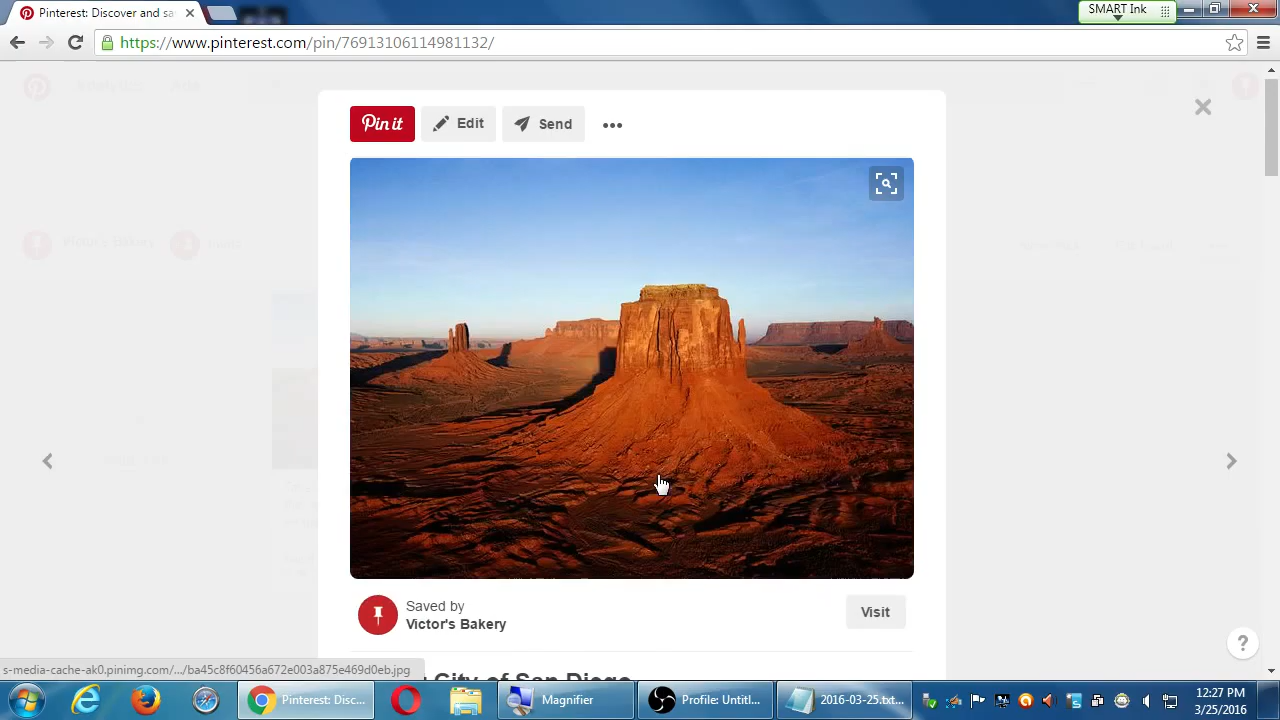 Pinterest: Discover and sa
SMART Ink
https://www.pinterest.com/pin/76913106114981132/
Pin it
Edit
Send
Victor's Bakery
Saved by
Victor's Bakery
Visit
City of San Diego
?
s-media-cache-ak0.pinimg.com/.../ba45c8f60456a672e003a875e469d0eb.jpg
Pinterest: Disc...
Magnifier
Profile: Untitl...
2016-03-25.txt...
12:27 PM
3/25/2016